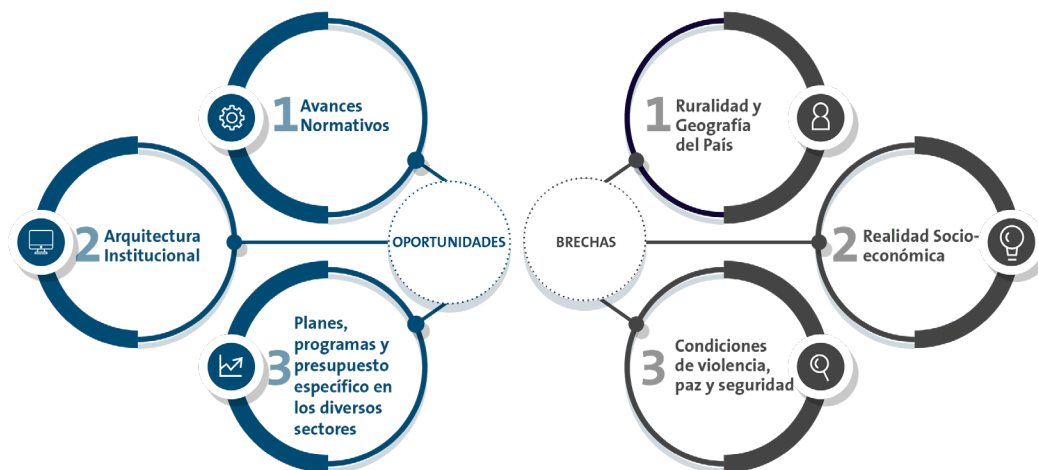 OPORTUNIDADES
1 Avances
Normativos
2 Arquitectura
Institucional
3 Planes,
programas y
presupuesto
específico en
los diversos
sectores
BRECHAS
1 Ruralidad y
Geografía
del País
2 Realidad Socio-
económica
3 Condiciones
de violencia,
paz y seguridad